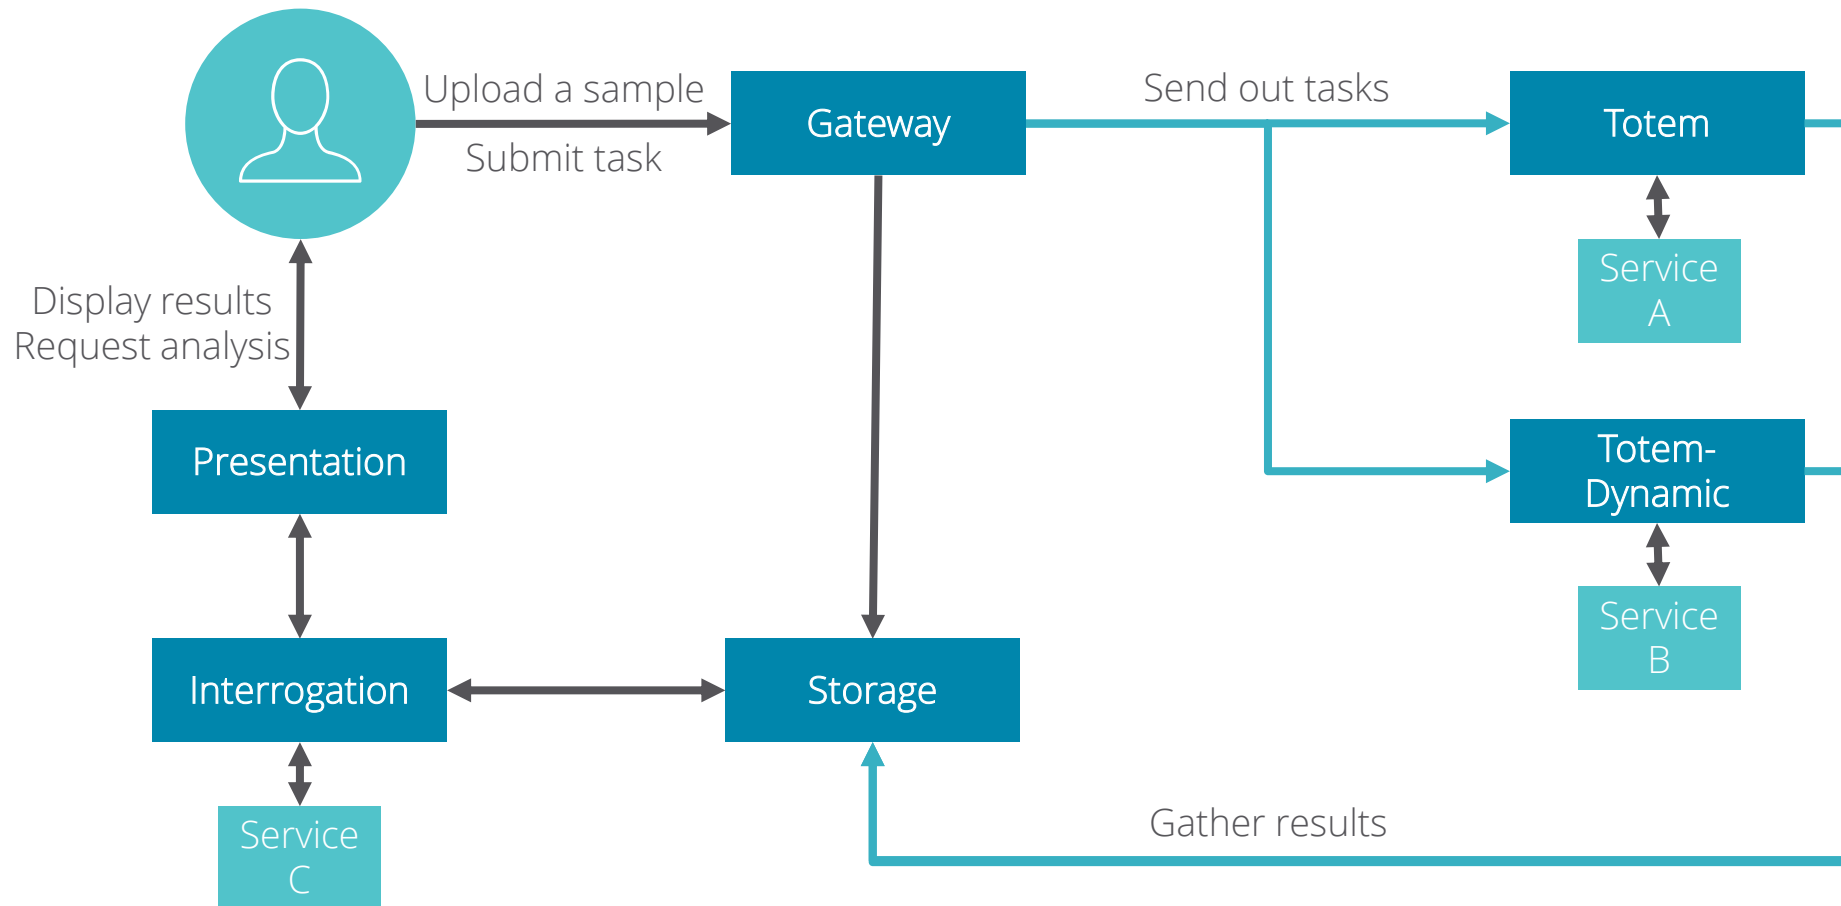 Upload a sample
Submit task
Gateway
Send out tasks
Totem
Service
A
Display results
Request analysis
Presentation
Totem-
Dynamic
Service
B
Interrogation
Storage
Service
C
Gather results